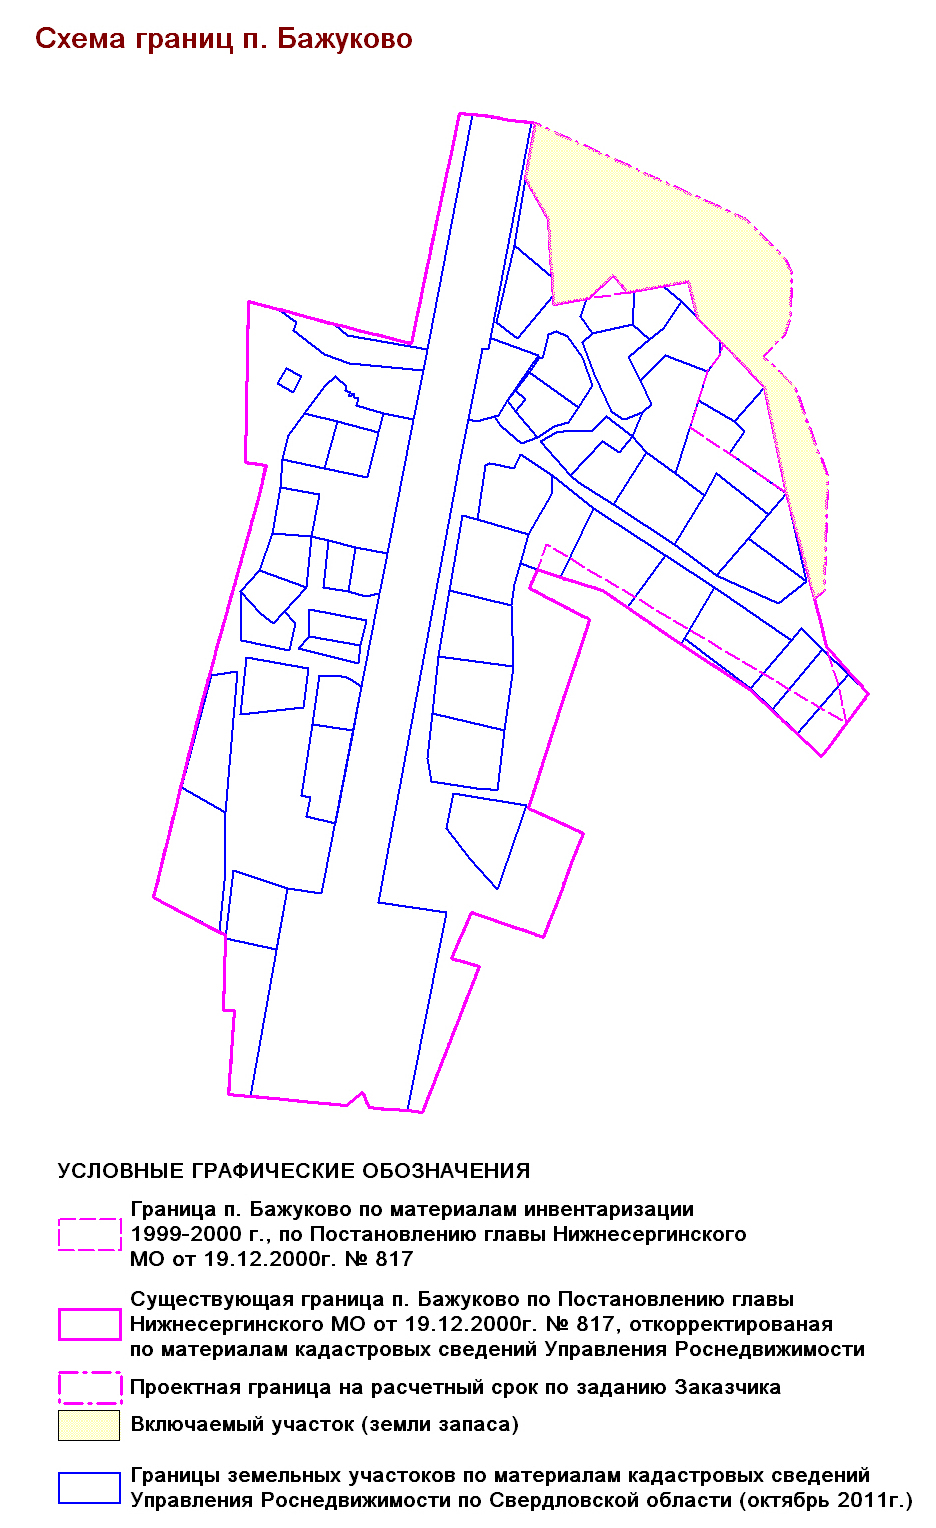 Схема границ п. Бажуково
УСЛОВНЫЕ ГРАФИЧЕСКИЕ ОБОЗНАЧЕНИЯ
Граница п. Бажуково по материалам инвентаризации
1999-2000 г., по Постановлению главы Нижнесергинского
МО от 19.12.2000г. № 817
Существующая граница п. Бажуково по Постановлению главы
Нижнесергинского МО от 19.12.2000г. № 817, откорректированая
по материалам кадастровых сведений Управления Роснедвижимости
Проектная граница на расчетный срок по заданию Заказчика
Включаемый участок (земли запаса)
Границы земельных участоков по материалам кадастровых сведений
Управления Роснедвижимости по Свердловской области (октябрь 2011г.)